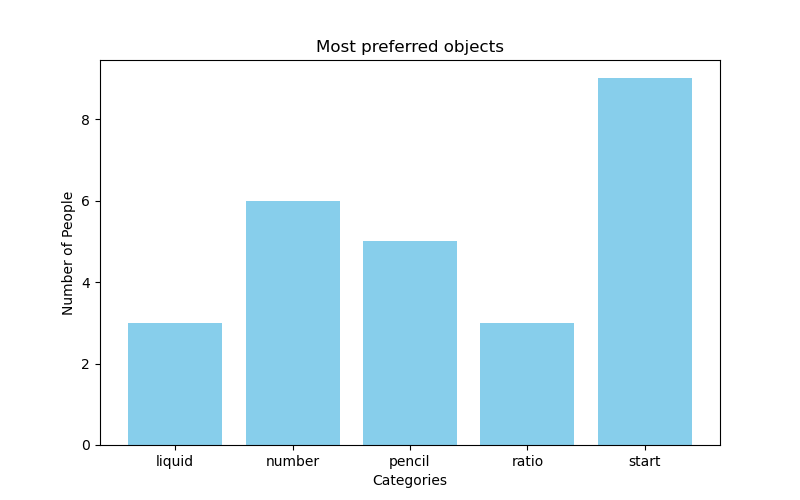 Most preferred objects
Number of People
8
6
4
2
0
liquid number pencil ratio start
Categories